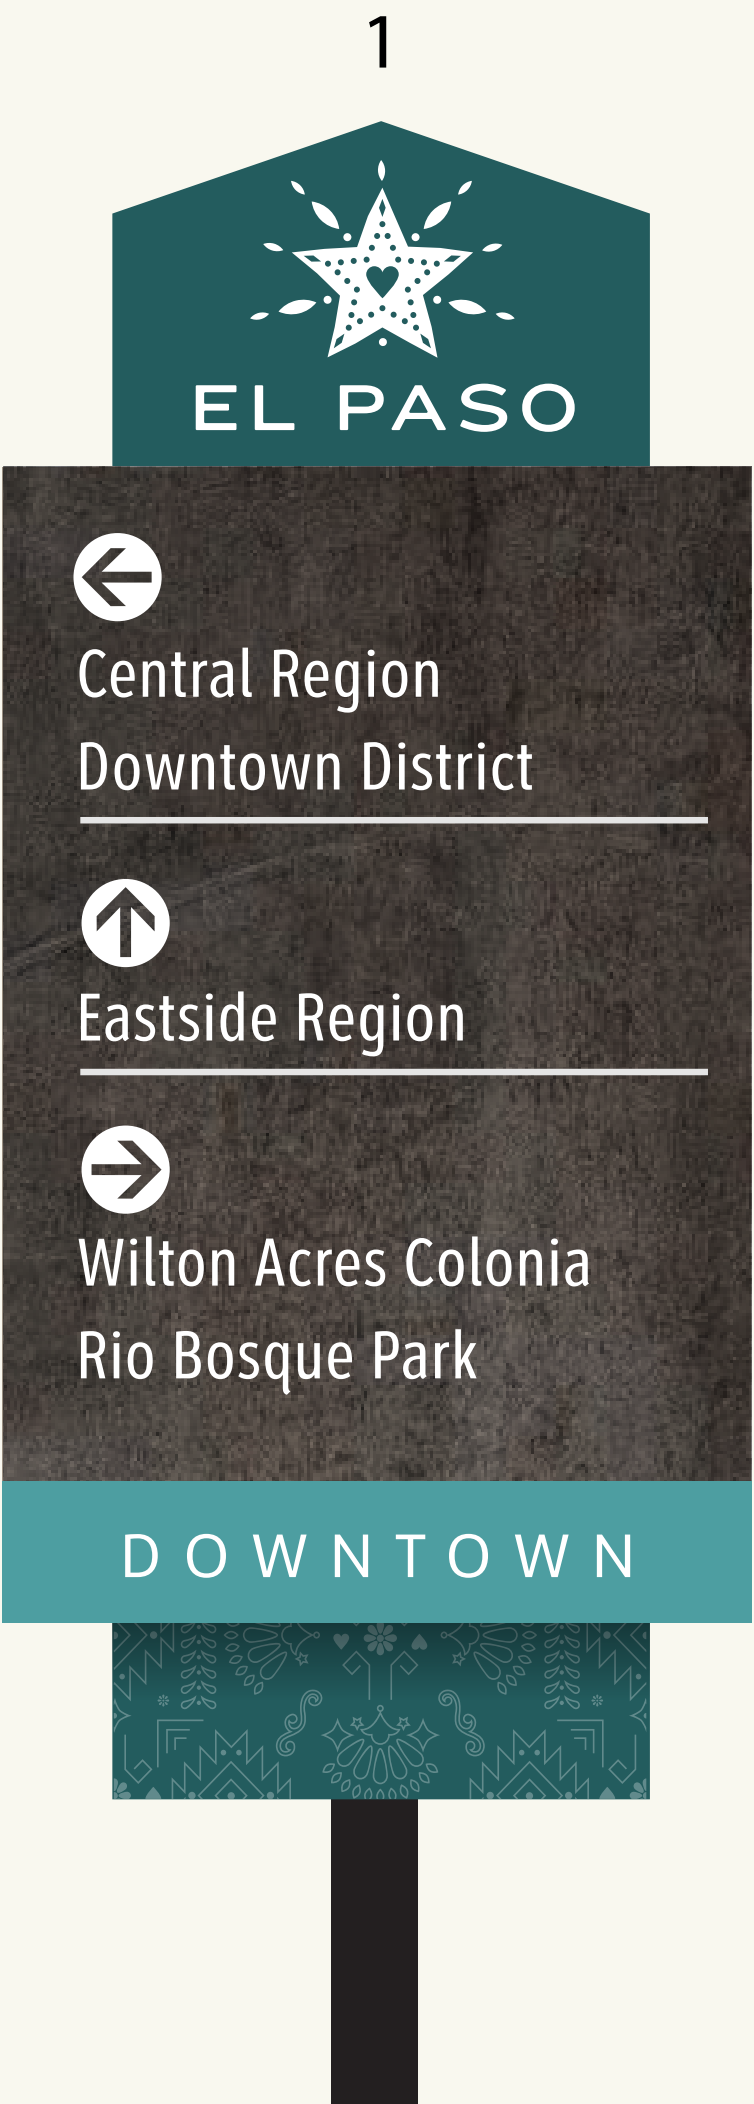 1
EL PASO
Central Region
Downtown District
Eastside Region
Wilton Acres Colonia
Rio Bosque Park
DOWNTOWN